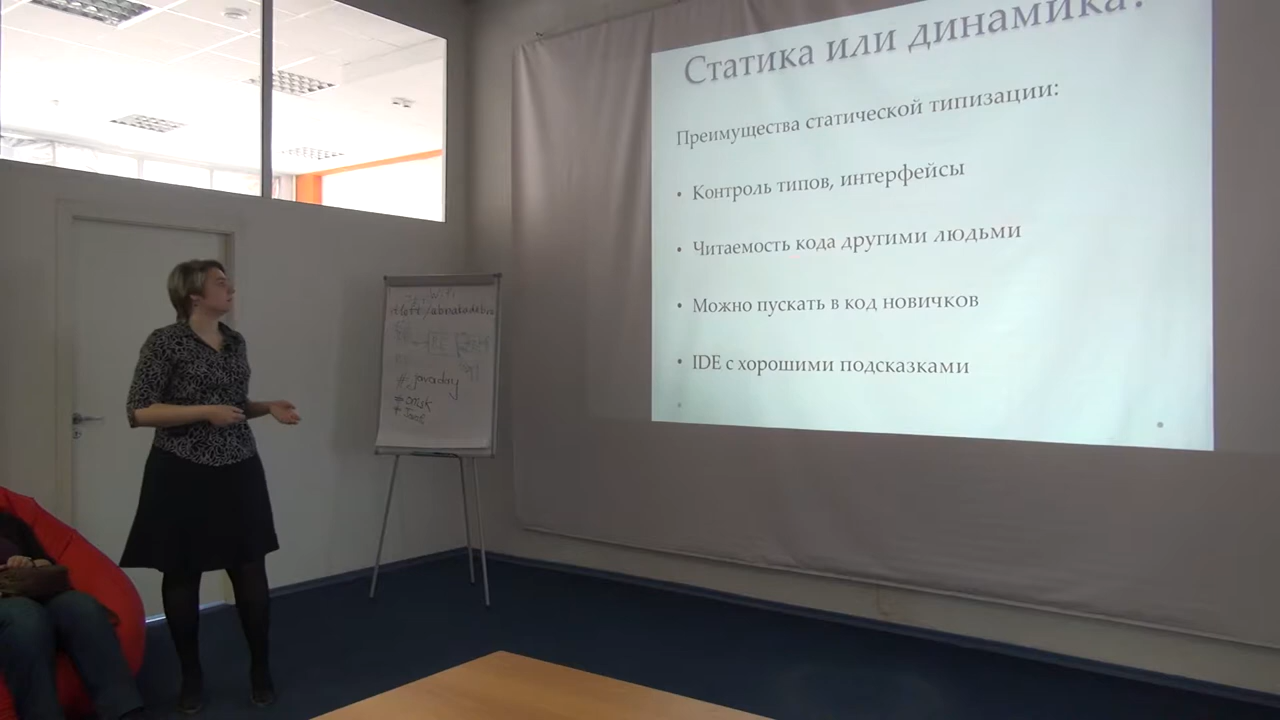 Статика или динамика?
Преимущества статической типизации:
• Контроль типов, интерфейсы
• Читаемость кода другими людьми
• Можно пускать в код новичков
• IDE с хорошими подсказками
WiFi
#javaday